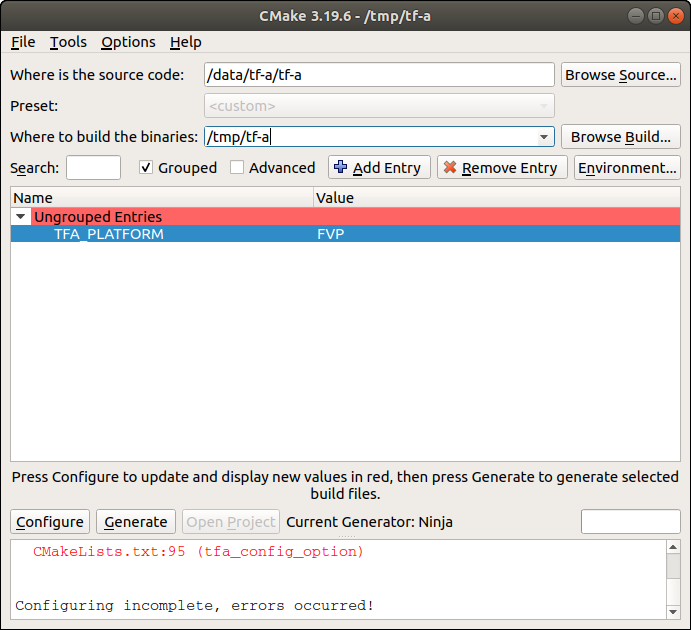 CMake 3.19.6 - /tmp/tf-a
File Tools Options Help
Where is the source code: /data/tf-a/tf-a Browse Source...
Preset: <custom>
Where to build the binaries: /tmp/tf-a Browse Build...
Search: Grouped Advanced Add Entry Remove Entry Environment...
Name Value
Ungrouped Entries
TFA_PLATFORM FVP
Press Configure to update and display new values in red, then press Generate to generate selected
build files.
Configure Generate Open Project Current Generator: Ninja
CMakeLists.txt:95 (tfa_config_option)
Configuring incomplete, errors occurred!